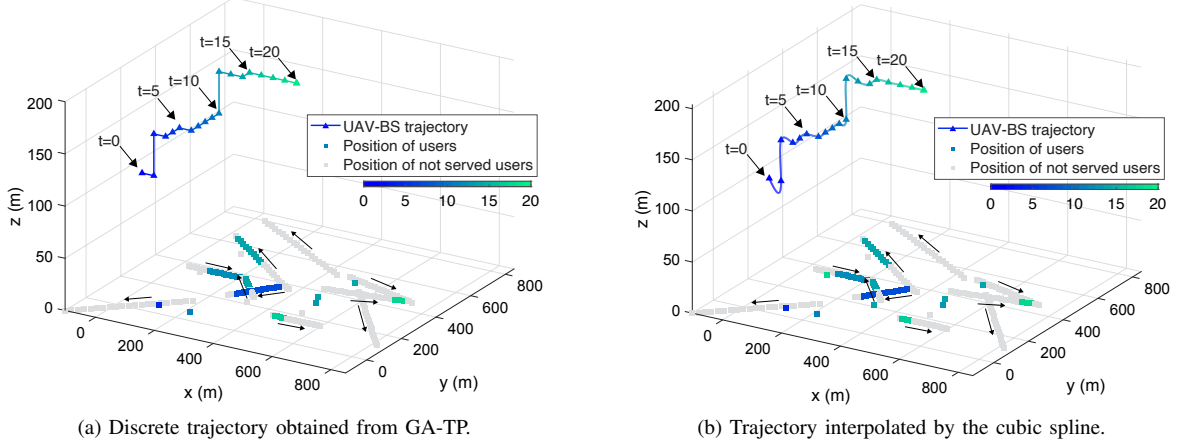 t=15
t=20
t=10
t=5
t=0
200
150
100
50
0
z (m)
UAV-BS trajectory
Position of users
Position of not served users
0 5 10 15 20
0 200 400 600 800
x (m)
0 200 400 600 800
y (m)
(a) Discrete trajectory obtained from GA-TP.
t=15
t=20
t=10
t=5
t=0
200
150
100
50
0
z (m)
UAV-BS trajectory
Position of users
Position of not served users
0 5 10 15 20
0 200 400 600 800
x (m)
0 200 400 600 800
y (m)
(b) Trajectory interpolated by the cubic spline.